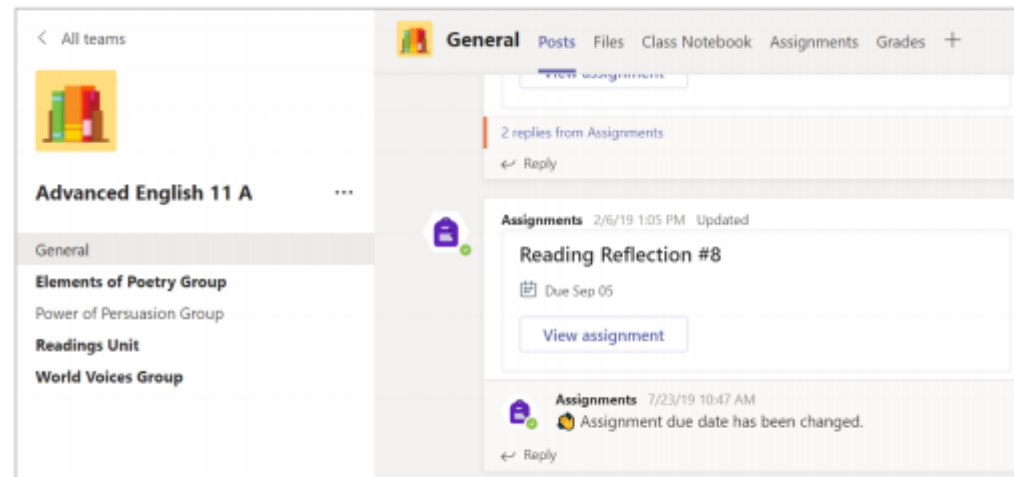 All teams
Advanced English 11 A
General
Elements of Poetry Group
Power of Persuasion Group
Readings Unit
World Voices Group
General Posts Files Class Notebook Assignments Grades
View assignment
2 replies from Assignments
Reply
Assignments 2/6/19 1:05 PM Updated
Reading Reflection #8
Due Sep 05
View assignment
Assignments 7/23/19 10:47 AM
Assignment due date has been changed.
Reply